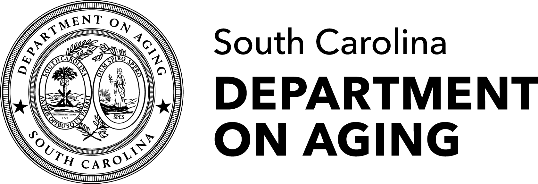 DEPARTMENT ON AGING
SOUTH CAROLINA
South Carolina
DEPARTMENT
ON AGING